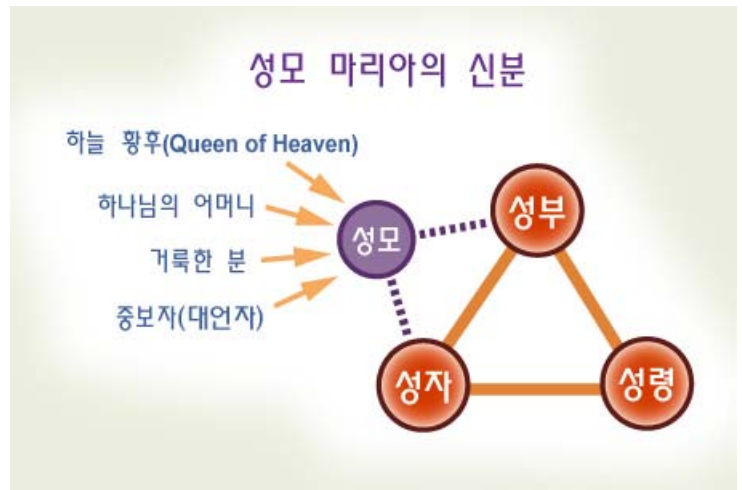 성모 마리아의 신분
하늘 황후(Queen of Heaven)
하나님의 어머니
거룩한 분
중보자(대언자)
성모
성부
성자
성령